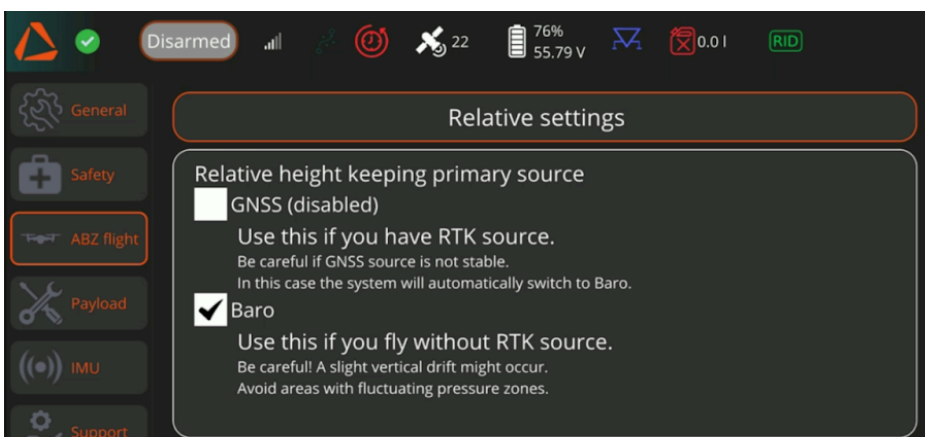 Disarmed
22
76%
55.79 V
0.0 l
RID
General
Safety
ABZ flight
Payload
IMU
Support
Relative settings
Relative height keeping primary source
GNSS (disabled)
Use this if you have RTK source.
Be careful if GNSS source is not stable.
In this case the system will automatically switch to Baro.
Baro
Use this if you fly without RTK source.
Be careful! A slight vertical drift might occur.
Avoid areas with fluctuating pressure zones.